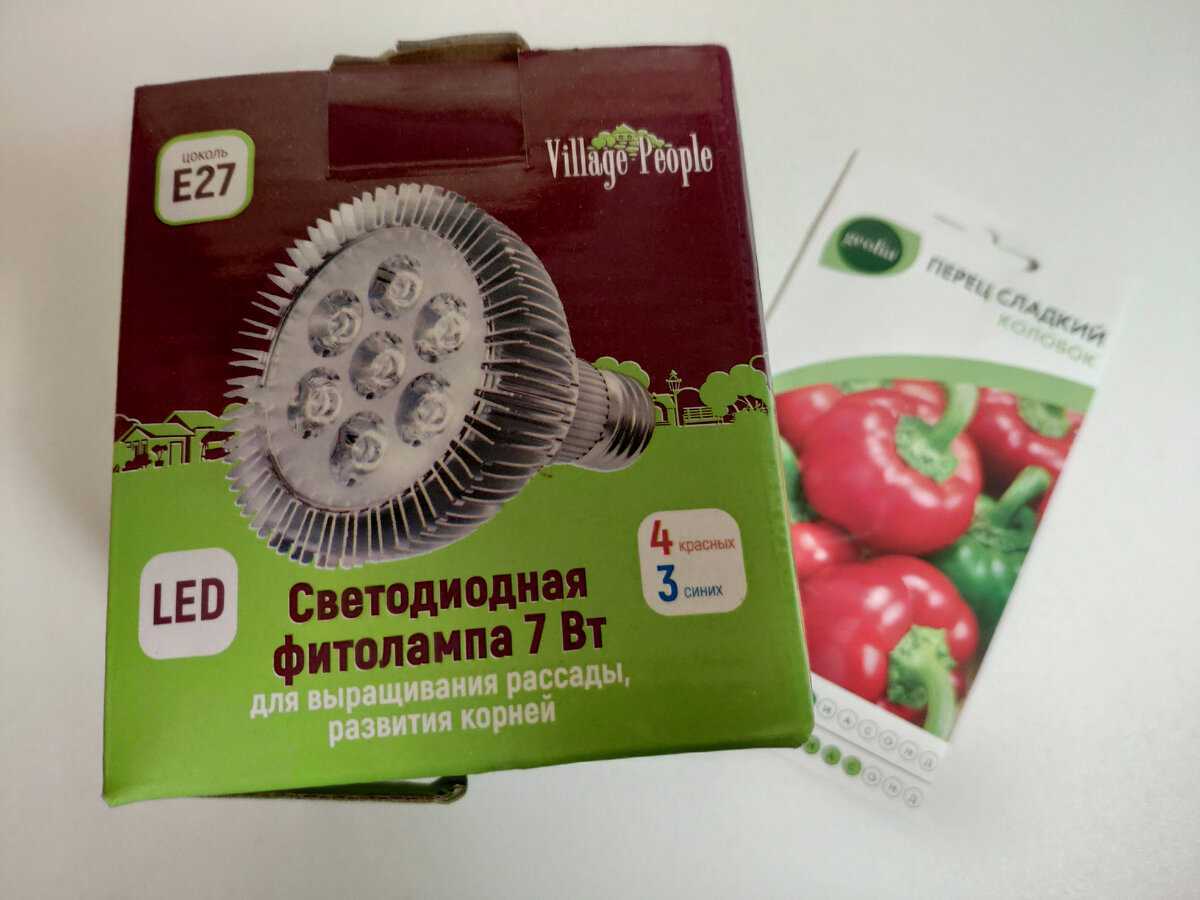 цоколь
E27
Village People
LED
4 красных
3 синих
Светодиодная
фитолампа 7 Вт
для выращивания рассады,
развития корней
geolia
ПЕРЕЦ СЛАДКИЙ
КОЛОБОК
И А С О Н Д
А С О Н Д